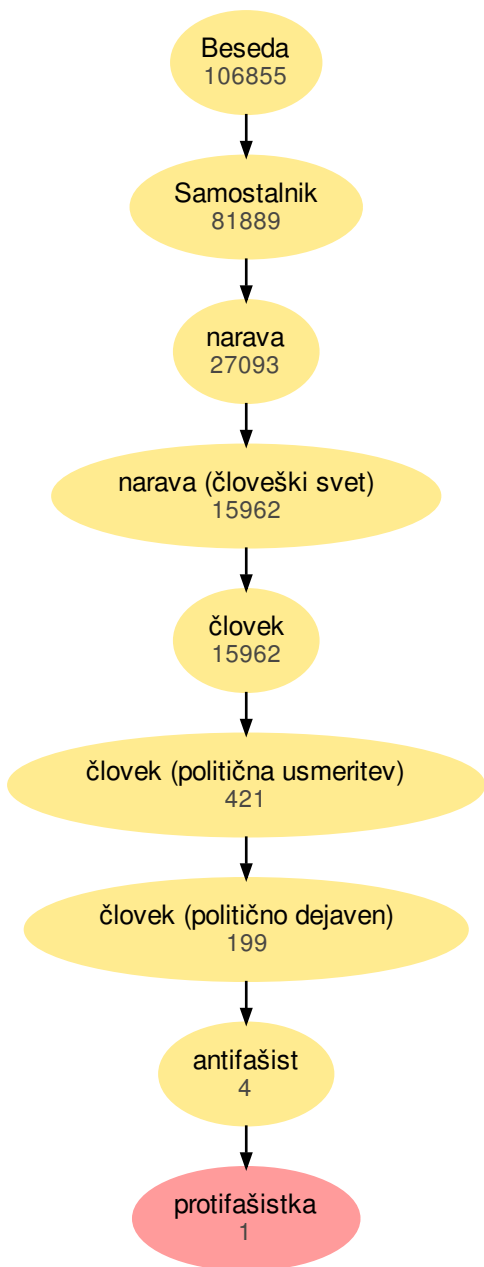 Beseda
106855
Samostalnik
81889
narava
27093
narava (človeški svet)
15962
človek
15962
človek (politična usmeritev)
421
človek (politično dejaven)
199
antifašist
4
protifašistka
1